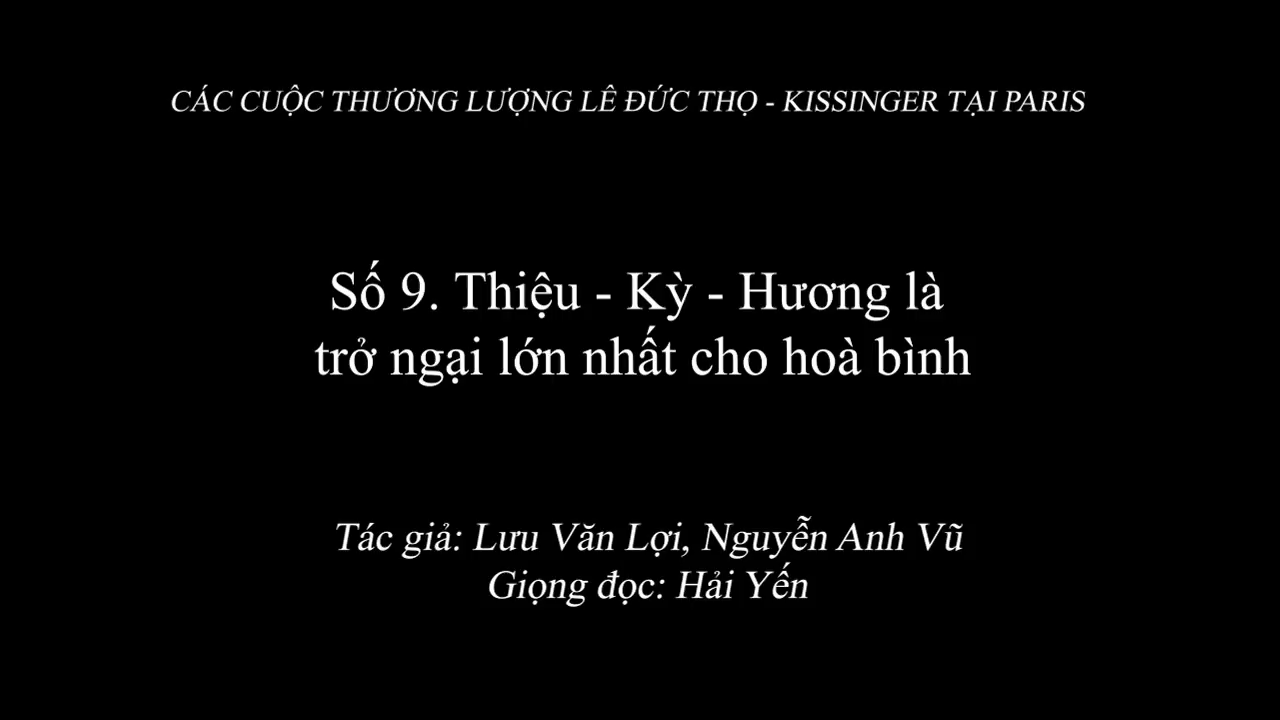 CÁC CUỘC THƯƠNG LƯỢNG LÊ ĐỨC THỌ - KISSINGER TẠI PARIS
Số 9. Thiệu - Kỳ - Hương là
trở ngại lớn nhất cho hoà bình
Tác giả: Lưu Văn Lợi, Nguyễn Anh Vũ
Giọng đọc: Hải Yến